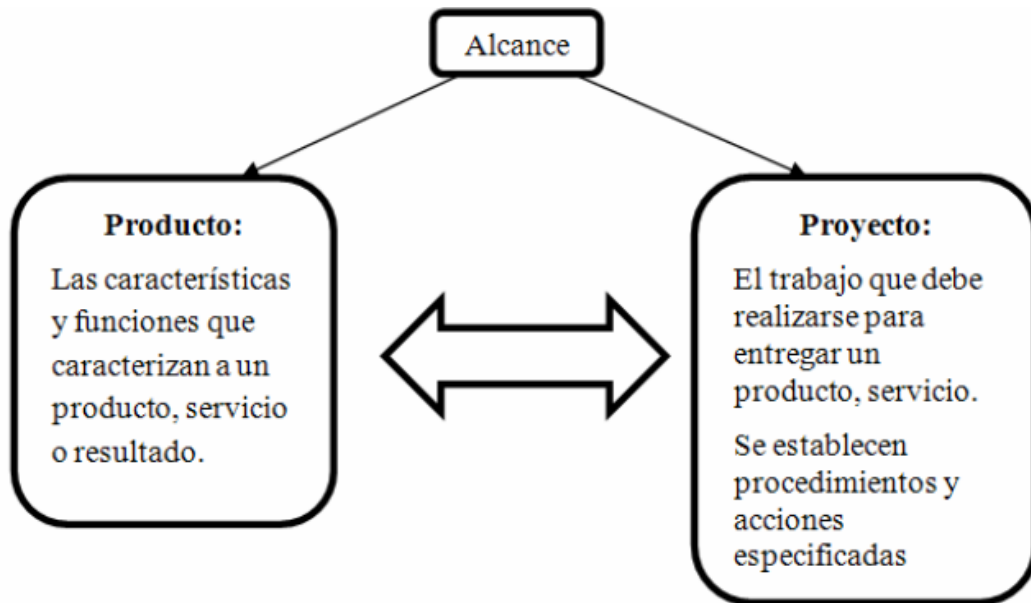 Alcance
Producto:
Las características
y funciones que
caracterizan a un
producto, servicio
o resultado.
Proyecto:
El trabajo que debe
realizarse para
entregar un
producto, servicio.
Se establecen
procedimientos y
acciones
especificadas